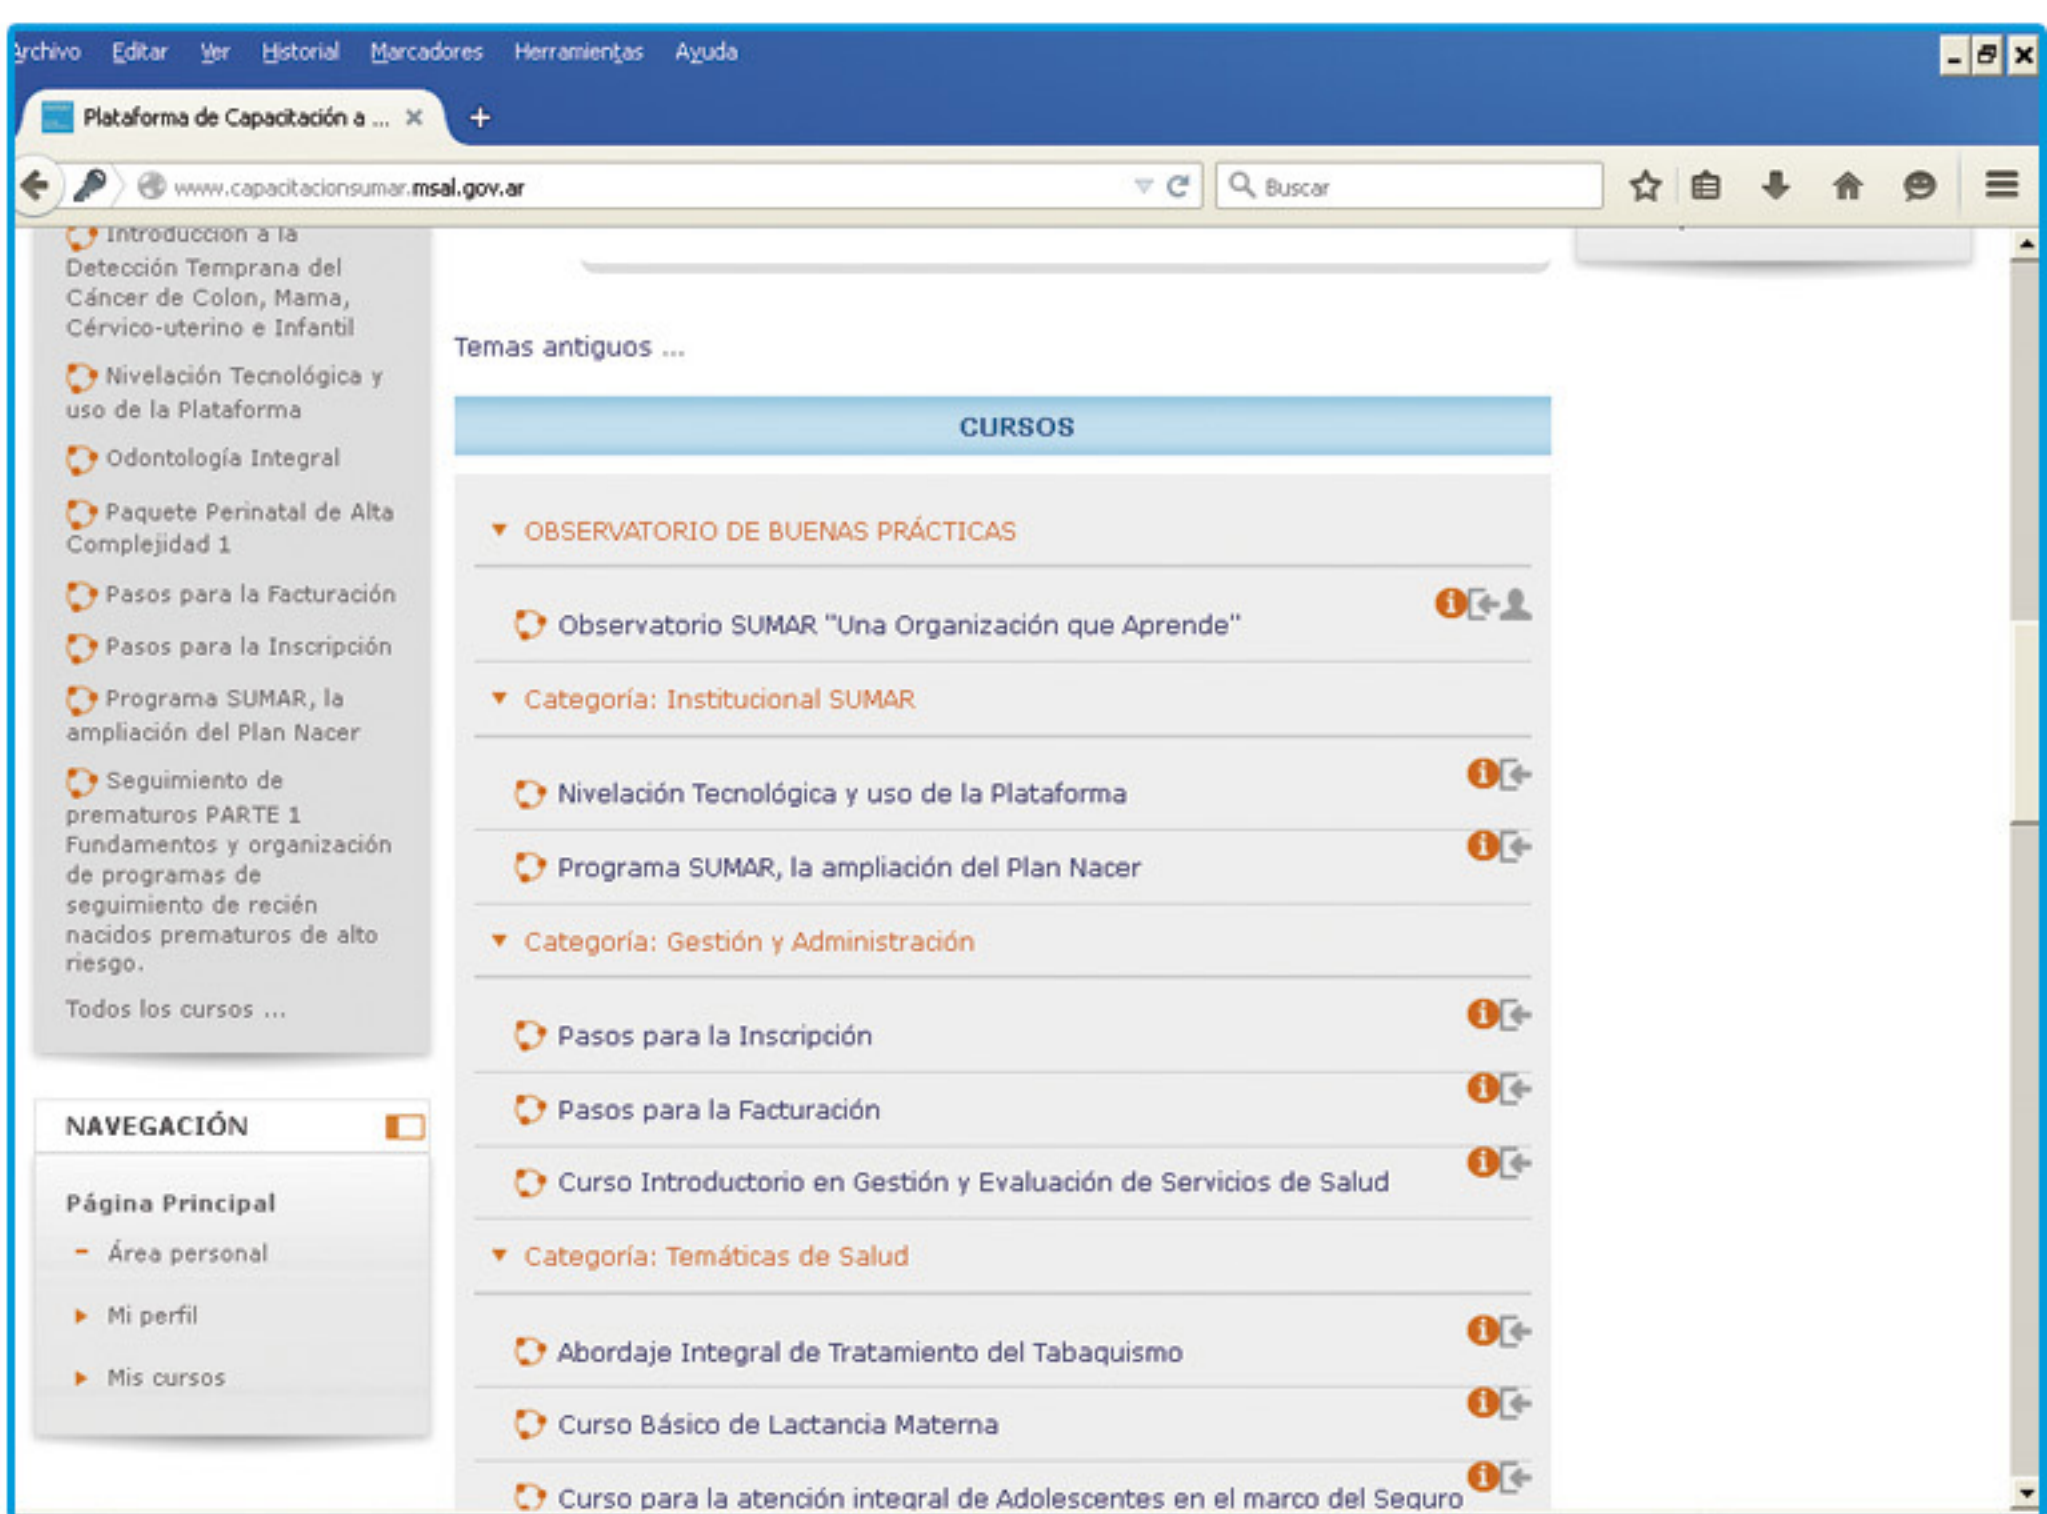 Archivo Editar Ver Historial Marcadores Herramientas Ayuda
Plataforma de Capacitación a ...
www.capacitacionsumar.msal.gov.ar
Buscar
Introducción a la
Detección Temprana del
Cáncer de Colon, Mama,
Cérvico-uterino e Infantil
Nivelación Tecnológica y
uso de la Plataforma
Odontología Integral
Paquete Perinatal de Alta
Complejidad 1
Pasos para la Facturación
Pasos para la Inscripción
Programa SUMAR, la
ampliación del Plan Nacer
Seguimiento de
prematuros PARTE 1
Fundamentos y organización
de programas de
seguimiento de recién
nacidos prematuros de alto
riesgo.
Todos los cursos ...
NAVEGACIÓN
Página Principal
Área personal
Mi perfil
Mis cursos
Temas antiguos ...
CURSOS
OBSERVATORIO DE BUENAS PRÁCTICAS
Observatorio SUMAR "Una Organización que Aprende"
Categoría: Institucional SUMAR
Nivelación Tecnológica y uso de la Plataforma
Programa SUMAR, la ampliación del Plan Nacer
Categoría: Gestión y Administración
Pasos para la Inscripción
Pasos para la Facturación
Curso Introductorio en Gestión y Evaluación de Servicios de Salud
Categoría: Temáticas de Salud
Abordaje Integral de Tratamiento del Tabaquismo
Curso Básico de Lactancia Materna
Curso para la atención integral de Adolescentes en el marco del Seguro